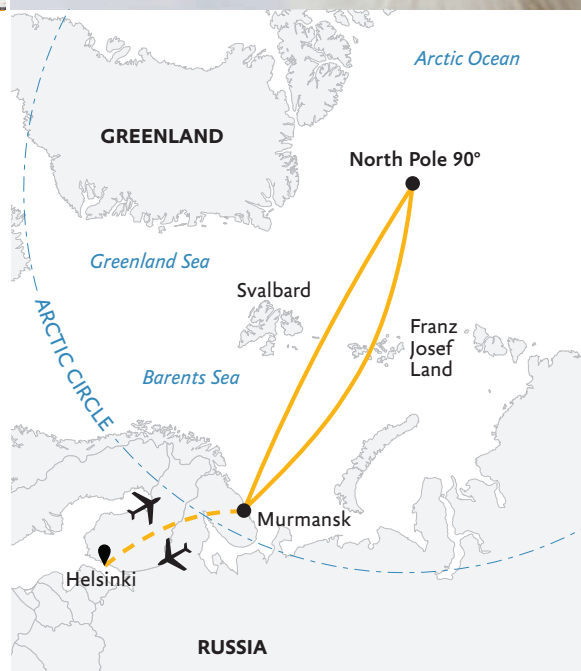 Arctic Ocean
GREENLAND
North Pole 90°
Greenland Sea
Svalbard
Franz
Josef
Land
ARCTIC CIRCLE
Barents Sea
Murmansk
Helsinki
RUSSIA